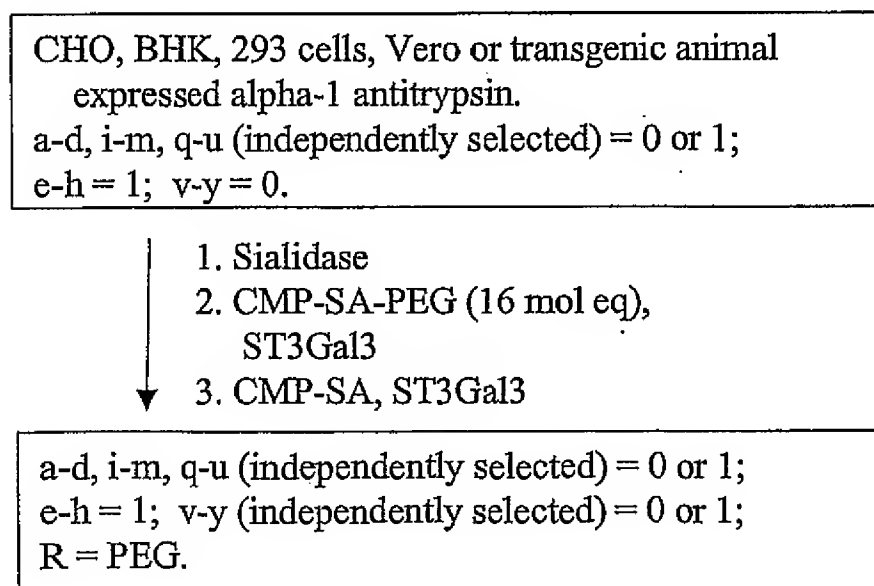 CHO, BHK, 293 cells, Vero or transgenic animal
expressed alpha-1 antitrypsin.
a-d, i-m, q-u (independently selected) = 0 or 1;
e-h = 1; v-y = 0.
1. Sialidase
2. CMP-SA-PEG (16 mol eq),
ST3Gal3
3. CMP-SA, ST3Gal3
a-d, i-m, q-u (independently selected) = 0 or 1;
e-h = 1; v-y (independently selected) = 0 or 1;
R = PEG.